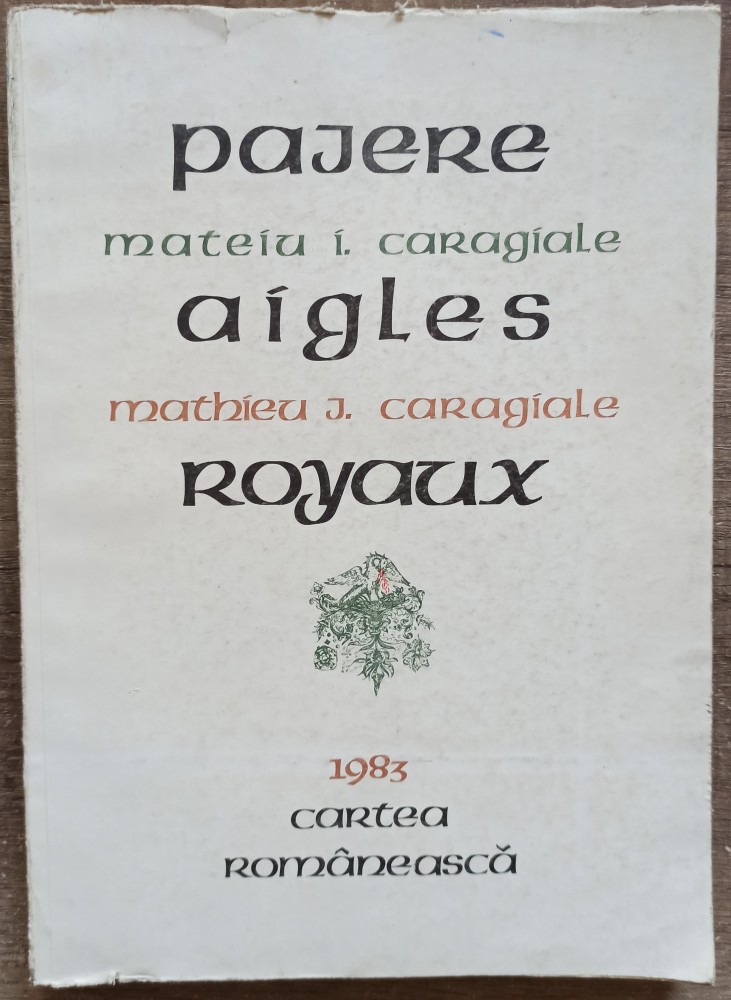 pajere
mateiu i. caragiale
aigles
mathieu j. caragiale
royaux
1983
cartea
românească